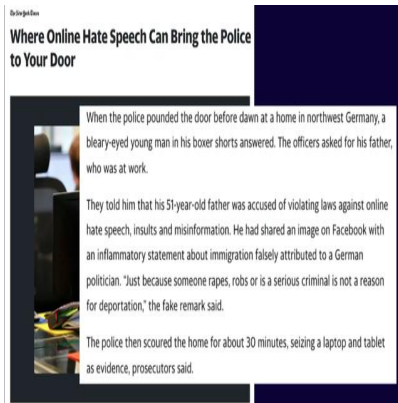 The New York Times
Where Online Hate Speech Can Bring the Police
to Your Door
When the police pounded the door before dawn at a home in northwest Germany, a
bleary-eyed young man in his boxer shorts answered. The officers asked for his father,
who was at work.
They told him that his 51-year-old father was accused of violating laws against online
hate speech, insults and misinformation. He had shared an image on Facebook with
an inflammatory statement about immigration falsely attributed to a German
politician. "Just because someone rapes, robs or is a serious criminal is not a reason
for deportation," the fake remark said.
The police then scoured the home for about 30 minutes, seizing a laptop and tablet
as evidence, prosecutors said.